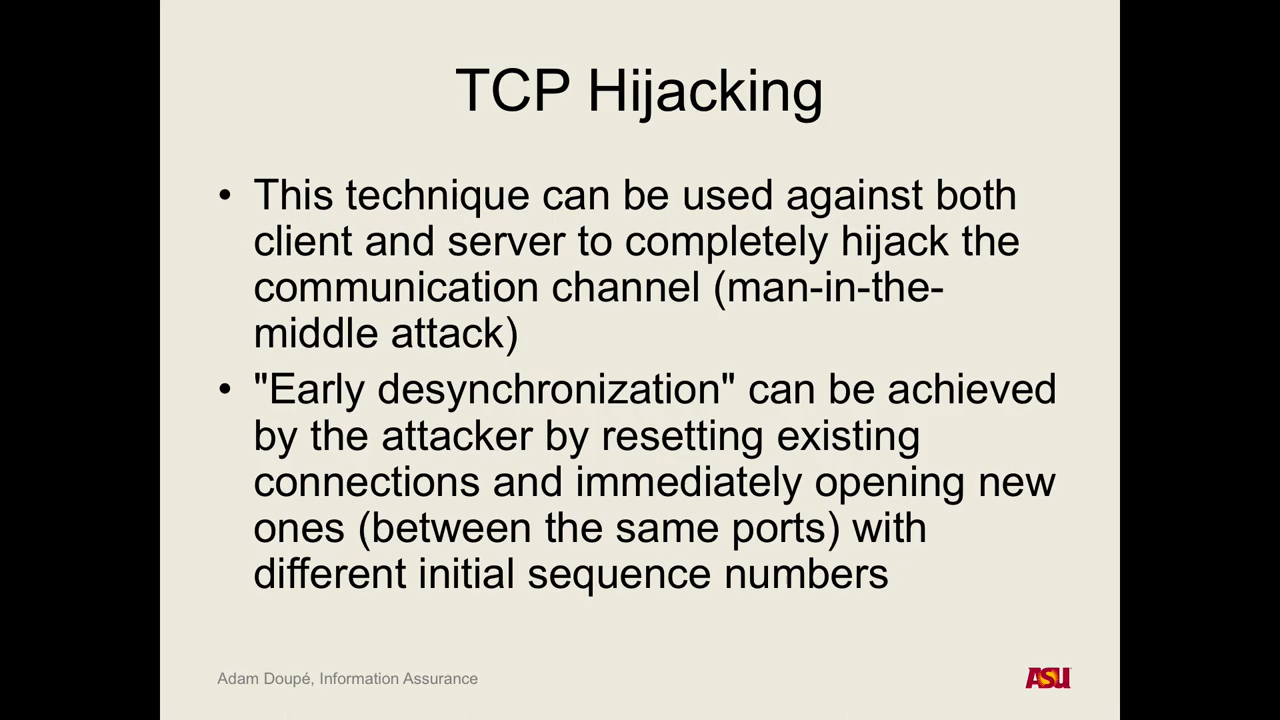 TCP Hijacking
• This technique can be used against both
client and server to completely hijack the
communication channel (man-in-the-
middle attack)
• "Early desynchronization" can be achieved
by the attacker by resetting existing
connections and immediately opening new
ones (between the same ports) with
different initial sequence numbers
Adam Doupé, Information Assurance
ASU